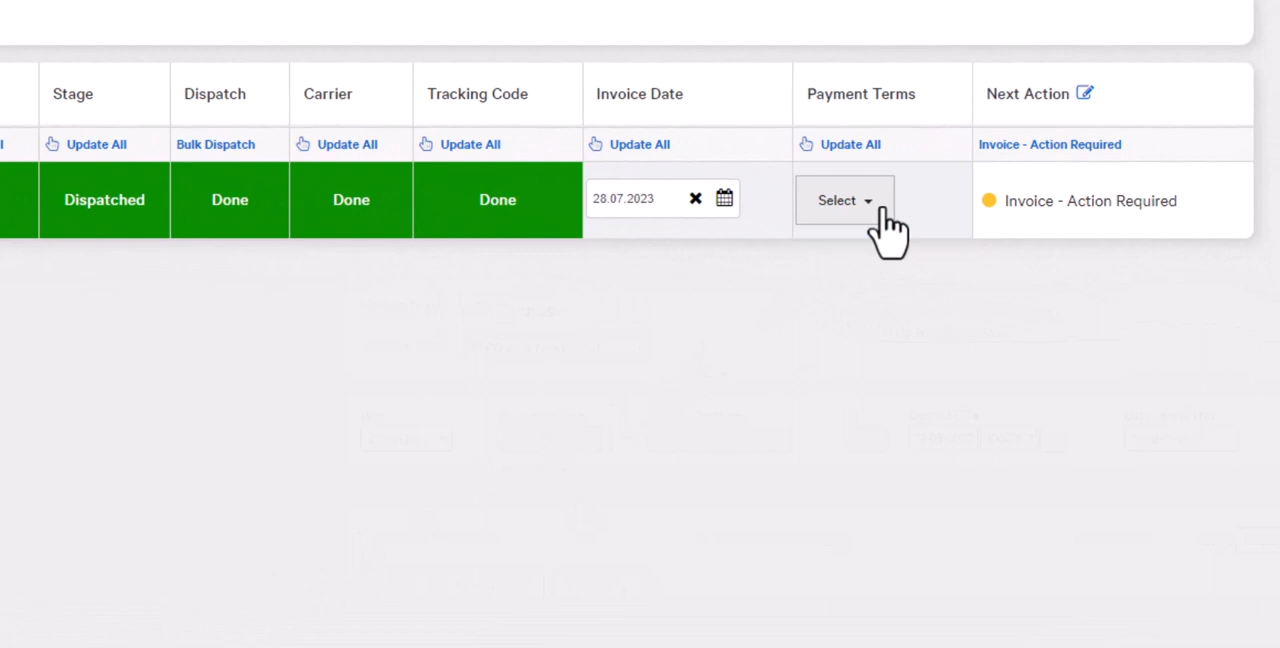 Stage Dispatch Carrier Tracking Code Invoice Date Payment Terms Next Action
Update All Bulk Dispatch Update All Update All Update All Update All Invoice - Action Required
Dispatched Done Done Done 28.07.2023 Select Invoice - Action Required